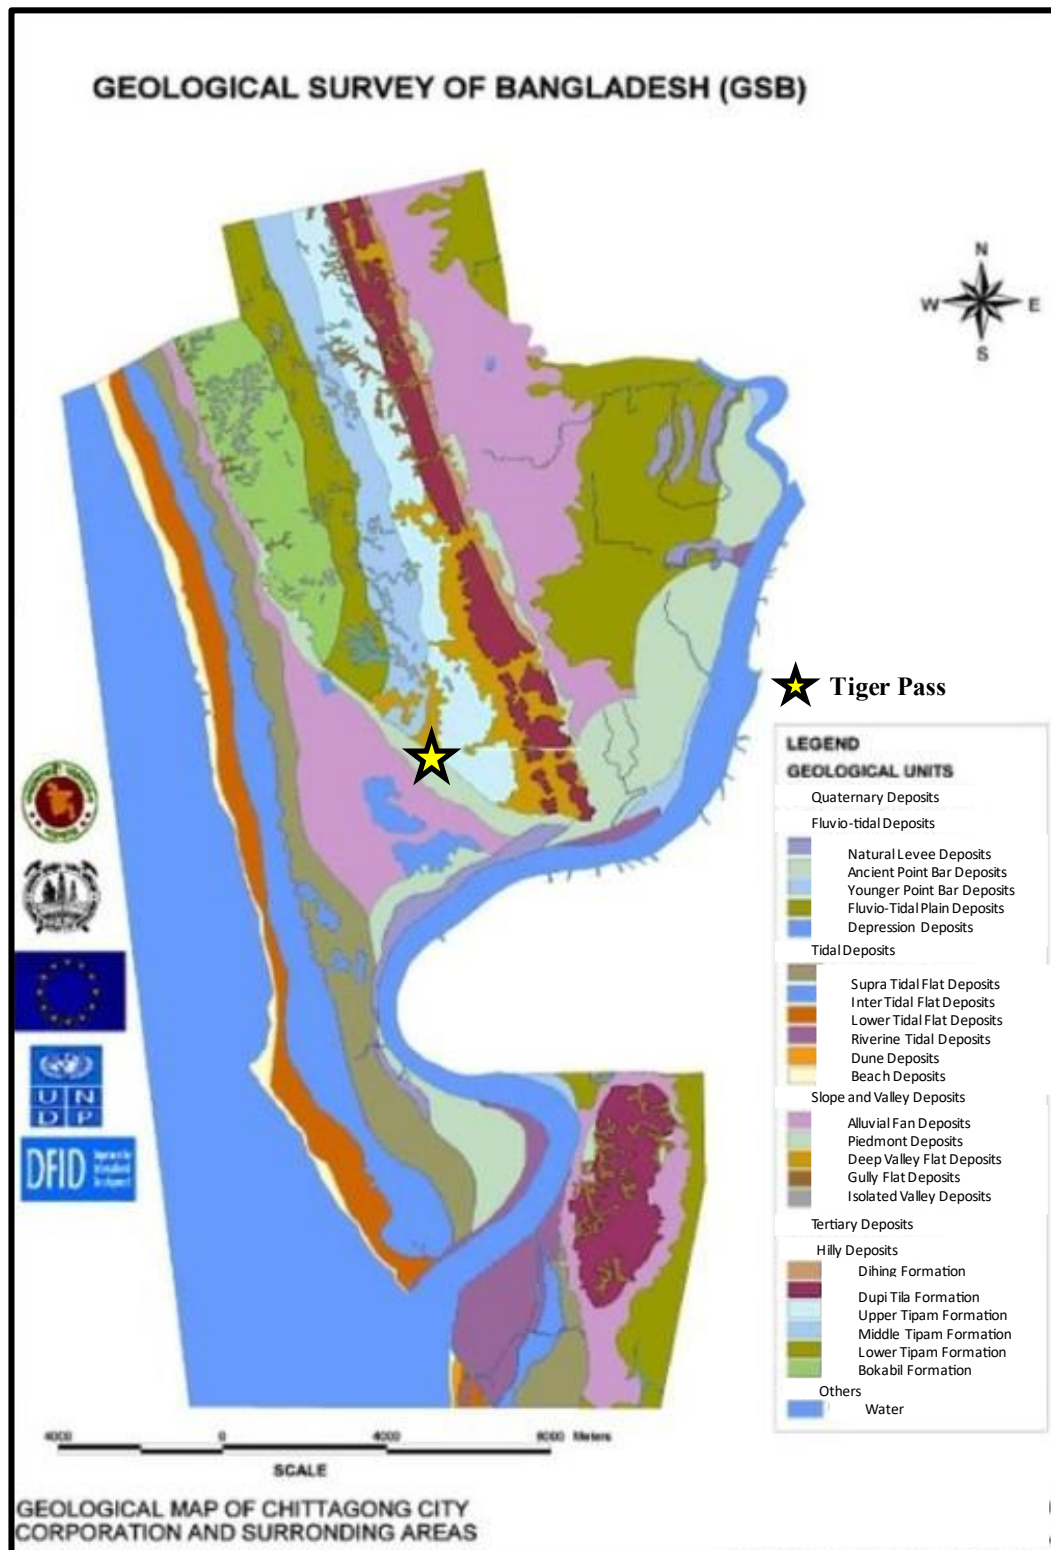 GEOLOGICAL SURVEY OF BANGLADESH (GSB)
N
W E
S
Tiger Pass
LEGEND
GEOLOGICAL UNITS
Quaternary Deposits
Fluvio-tidal Deposits
Natural Levee Deposits
Ancient Point Bar Deposits
Younger Point Bar Deposits
Fluvio-Tidal Plain Deposits
Depression Deposits
Tidal Deposits
Supra Tidal Flat Deposits
Inter Tidal Flat Deposits
Lower Tidal Flat Deposits
Riverine Tidal Deposits
Dune Deposits
Beach Deposits
Slope and Valley Deposits
Alluvial Fan Deposits
Piedmont Deposits
Deep Valley Flat Deposits
Gully Flat Deposits
Isolated Valley Deposits
Tertiary Deposits
Hilly Deposits
Dihing Formation
Dupi Tila Formation
Upper Tipam Formation
Middle Tipam Formation
Lower Tipam Formation
Bokabil Formation
Others
Water
U N
D P
DFID
4000 0 4000 8000 Meters
SCALE
GEOLOGICAL MAP OF CHITTAGONG CITY
CORPORATION AND SURRONDING AREAS